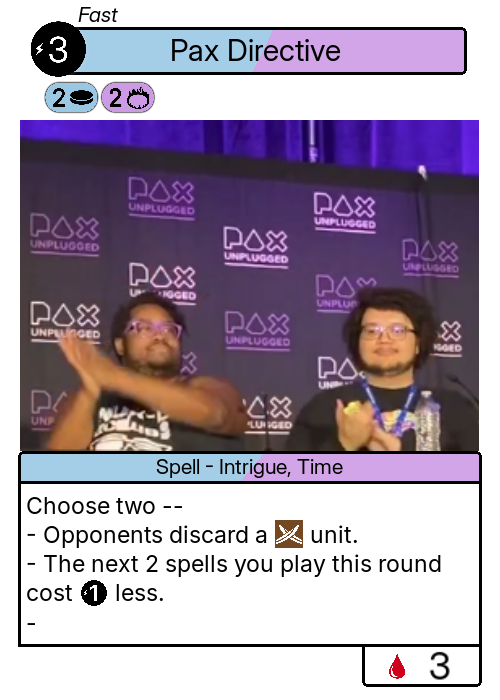 Fast
3 Pax Directive
2 2
PAX UNPLUGGED
PAX UNPLUGGED
PAX UNPLUGGED
PAX UNPLUGGED
PAX UNPLUGGED
PAX UNPLUGGED
PAX UNPLUGGED
PAX UNPLUGGED
PAX UNPLUGGED
Spell - Intrigue, Time
Choose two --
- Opponents discard a unit.
- The next 2 spells you play this round
cost 1 less.
-
3